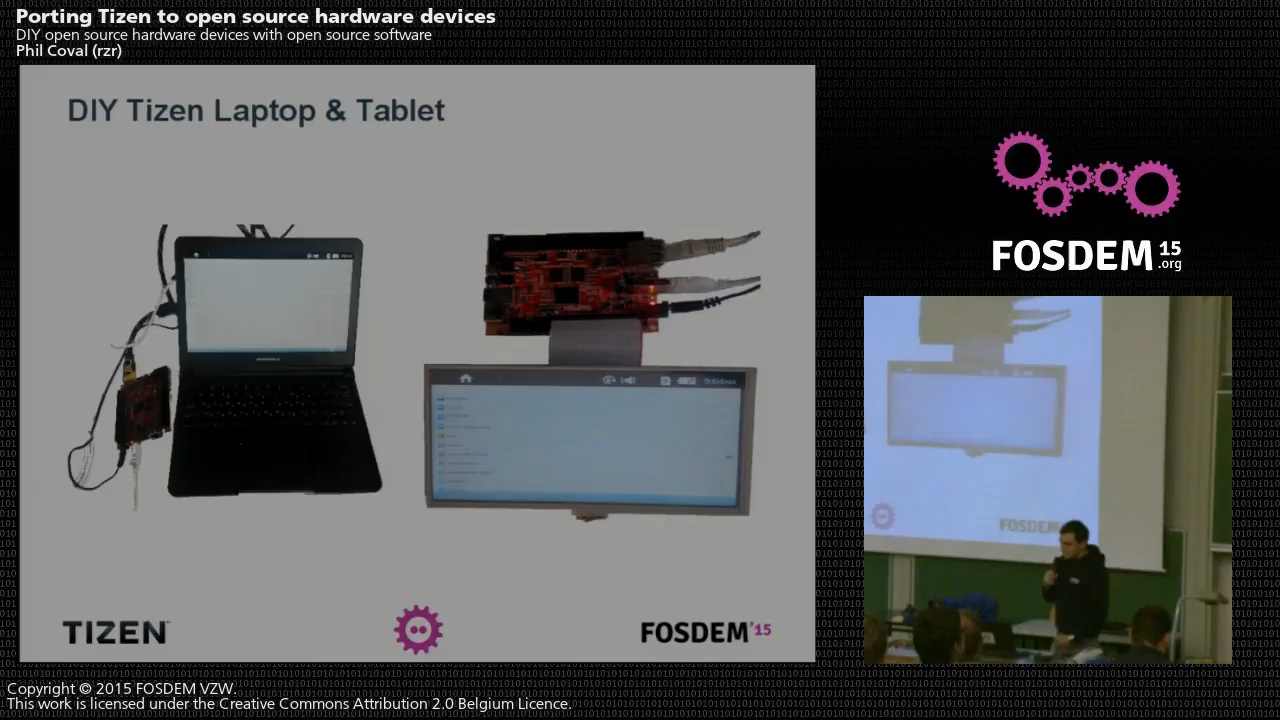 Porting Tizen to open source hardware devices
DIY open source hardware devices with open source software
Phil Coval (rzr)
DIY Tizen Laptop & Tablet
TIZEN™
FOSDEM'15
FOSDEM 15
.org
FOSDEM
Copyright © 2015 FOSDEM VZW.
This work is licensed under the Creative Commons Attribution 2.0 Belgium Licence.